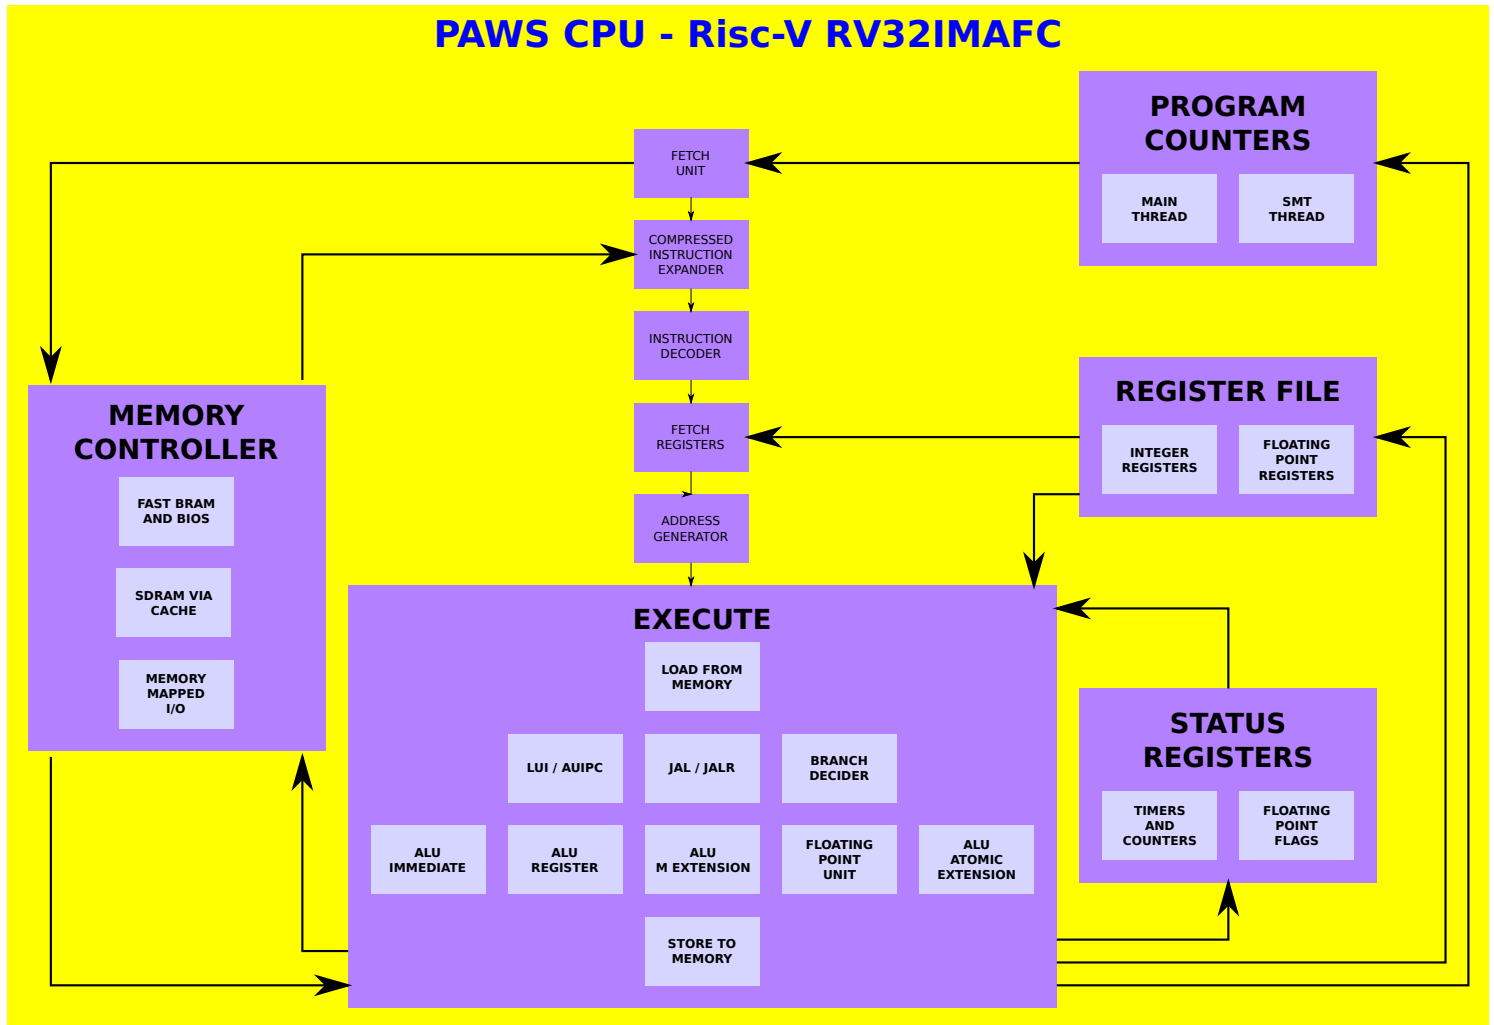 PAWS CPU - Risc-V RV32IMAFC
PROGRAM
COUNTERS
MAIN
THREAD
SMT
THREAD
FETCH
UNIT
COMPRESSED
INSTRUCTION
EXPANDER
INSTRUCTION
DECODER
FETCH
REGISTERS
ADDRESS
GENERATOR
REGISTER FILE
INTEGER
REGISTERS
FLOATING
POINT
REGISTERS
MEMORY
CONTROLLER
FAST BRAM
AND BIOS
SDRAM VIA
CACHE
MEMORY
MAPPED
I/O
EXECUTE
LOAD FROM
MEMORY
LUI / AUIPC
JAL / JALR
BRANCH
DECIDER
ALU
IMMEDIATE
ALU
REGISTER
ALU
M EXTENSION
FLOATING
POINT
UNIT
ALU
ATOMIC
EXTENSION
STORE TO
MEMORY
STATUS
REGISTERS
TIMERS
AND
COUNTERS
FLOATING
POINT
FLAGS